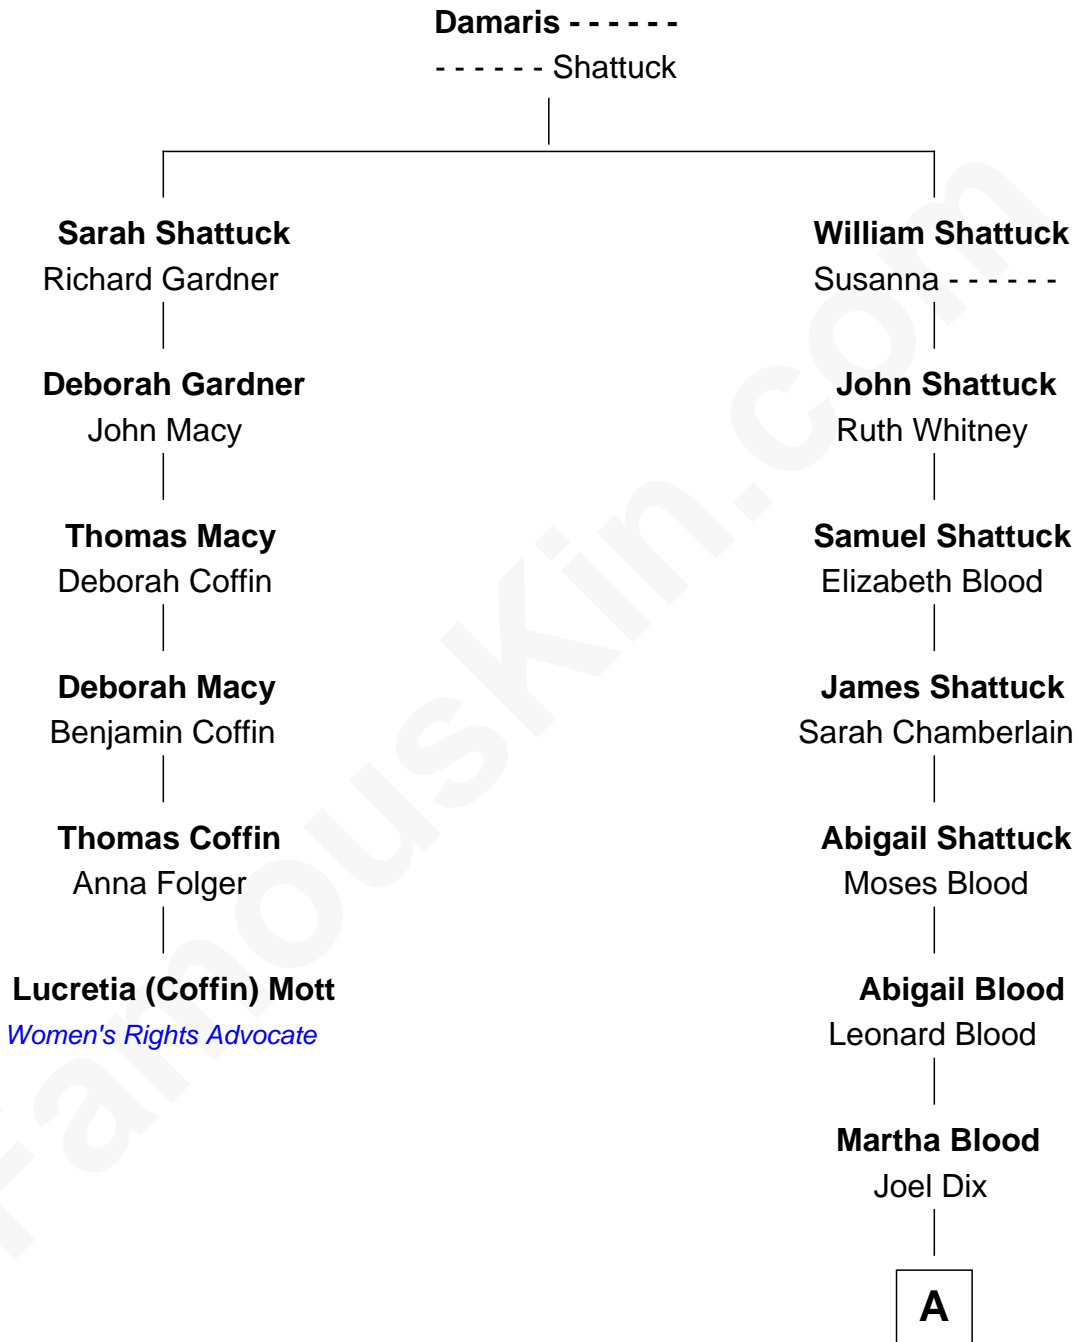 Damaris - - - - - -
- - - - - - Shattuck
Sarah Shattuck
Richard Gardner
William Shattuck
Susanna - - - - - -
Deborah Gardner
John Macy
John Shattuck
Ruth Whitney
Thomas Macy
Deborah Coffin
Samuel Shattuck
Elizabeth Blood
Deborah Macy
Benjamin Coffin
James Shattuck
Sarah Chamberlain
Thomas Coffin
Anna Folger
Abigail Shattuck
Moses Blood
Lucretia (Coffin) Mott
Women's Rights Advocate
Abigail Blood
Leonard Blood
Martha Blood
Joel Dix
A
FamousKin.com